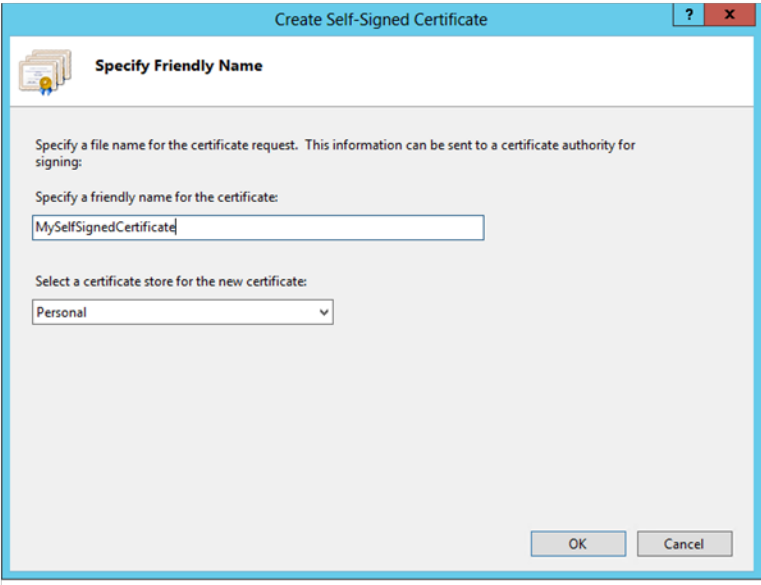 Create Self-Signed Certificate
? x
Specify Friendly Name
Specify a file name for the certificate request.  This information can be sent to a certificate authority for
signing:
Specify a friendly name for the certificate:
MySelfSignedCertificate
Select a certificate store for the new certificate:
Personal
OK Cancel